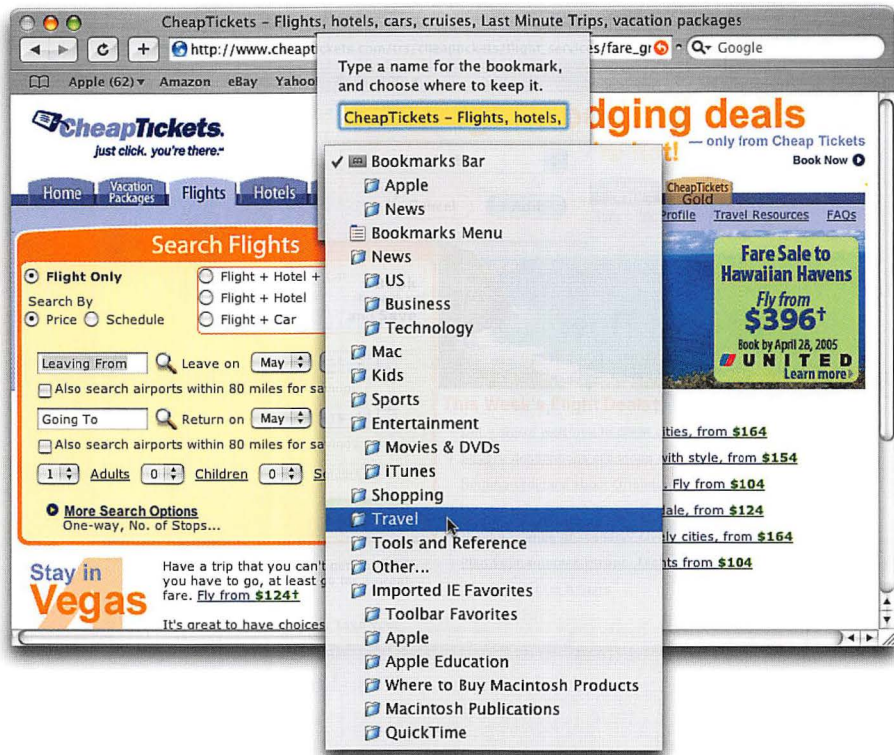 CheapTickets – Flights, hotels, cars, cruises, Last Minute Trips, vacation packages
http://www.cheapt
es/fare_gr
Google
Apple (62)
Amazon
eBay
Yahoo
Type a name for the bookmark,
and choose where to keep it.
CheapTickets – Flights, hotels,
CheapTickets.
just click. you're there.
dging deals
— only from Cheap Tickets
Book Now
Home
Vacation
Packages
Flights
Hotels
CheapTickets
Gold
Profile
Travel Resources
FAQs
Search Flights
Flight Only
Flight + Hotel +
Search By
Flight + Hotel
Price
Schedule
Flight + Car
Leaving From
Leave on
May
Also search airports within 80 miles for sa
Going To
Return on
May
Also search airports within 80 miles for sa
1
Adults
0
Children
0
Se
More Search Options
One-way, No. of Stops...
Stay in
Vegas
Have a trip that you can't
you have to go, at least g
fare. Fly from $124†
It's great to have choices
✓ Bookmarks Bar
Apple
News
Bookmarks Menu
News
US
Business
Technology
Mac
Kids
Sports
Entertainment
Movies & DVDs
iTunes
Shopping
Travel
Tools and Reference
Other...
Imported IE Favorites
Toolbar Favorites
Apple
Apple Education
Where to Buy Macintosh Products
Macintosh Publications
QuickTime
Fare Sale to
Hawaiian Havens
Fly from
$396†
Book by April 28, 2005
UNITED
Learn more
This Week's Flight Deals
ities, from $164
with style, from $154
. Fly from $104
ale, from $124
ely cities, from $164
hts from $104